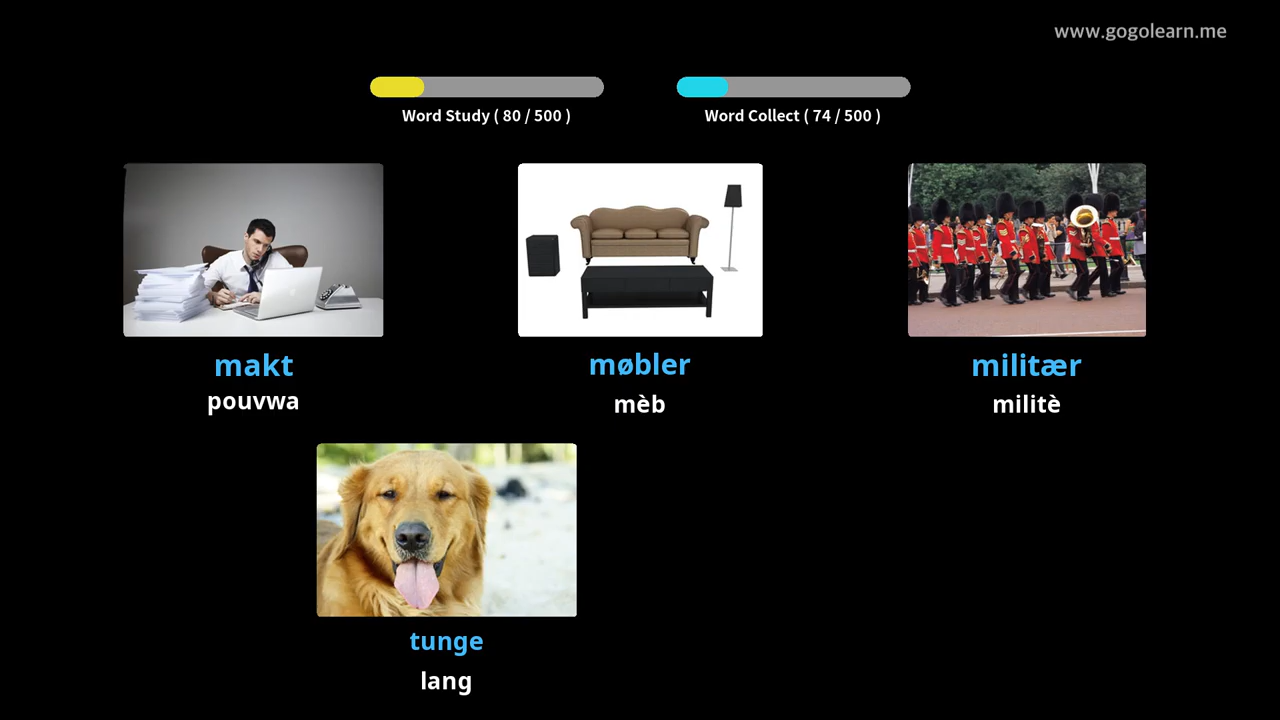 www.gogolearn.me
Word Study ( 80 / 500 )
Word Collect ( 74 / 500 )
makt
pouvwa
møbler
mèb
militær
militè
tunge
lang